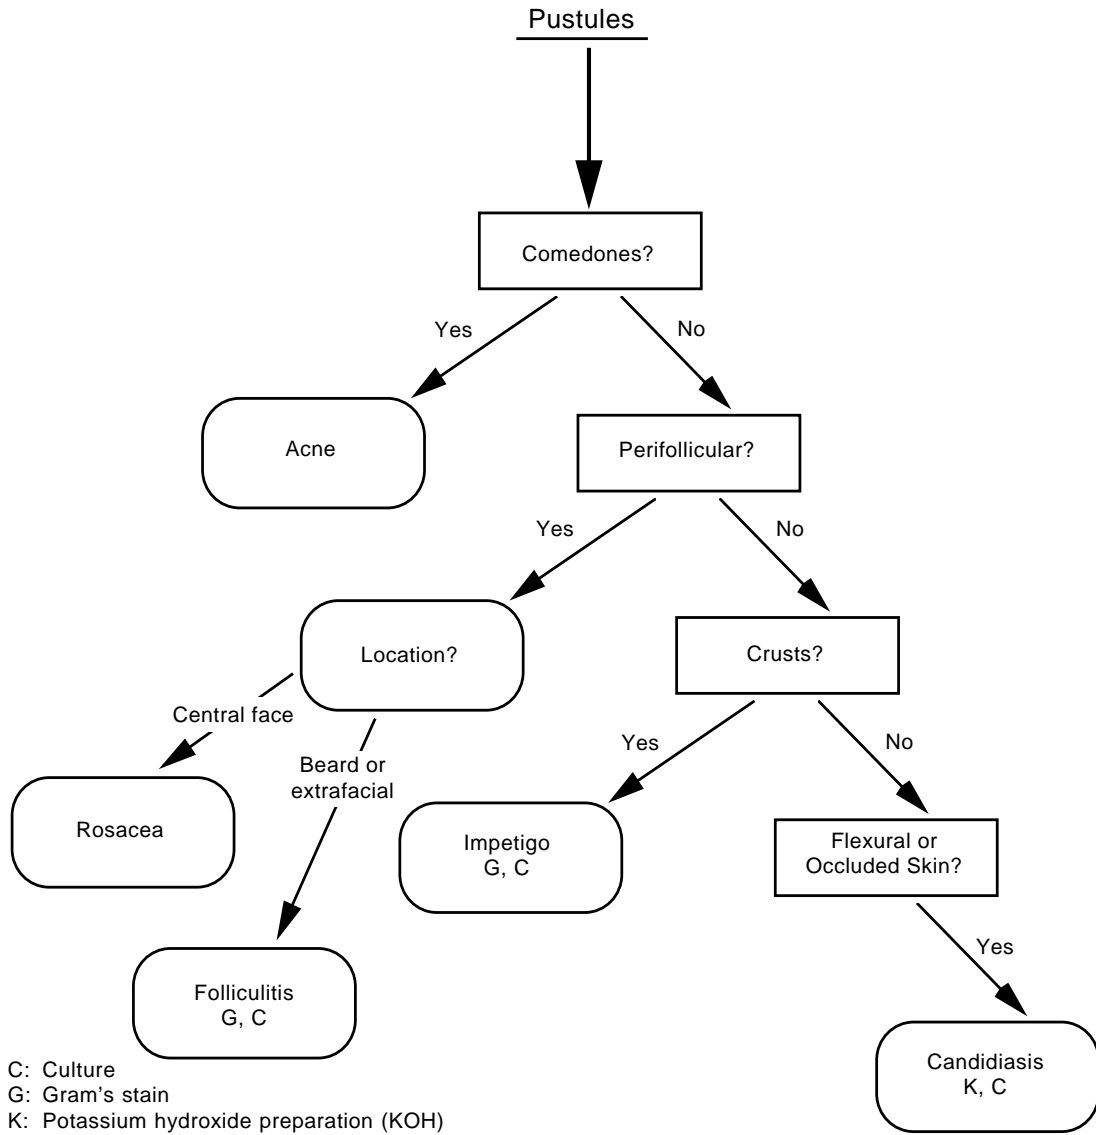 Pustules
Comedones?
Yes
No
Acne
Perifollicular?
Yes
No
Location?
Crusts?
Central face
Beard or
extrafacial
Yes
No
Rosacea
Impetigo
G, C
Flexural or
Occluded Skin?
Yes
Folliculitis
G, C
Candidiasis
K, C
C: Culture
G: Gram's stain
K: Potassium hydroxide preparation (KOH)